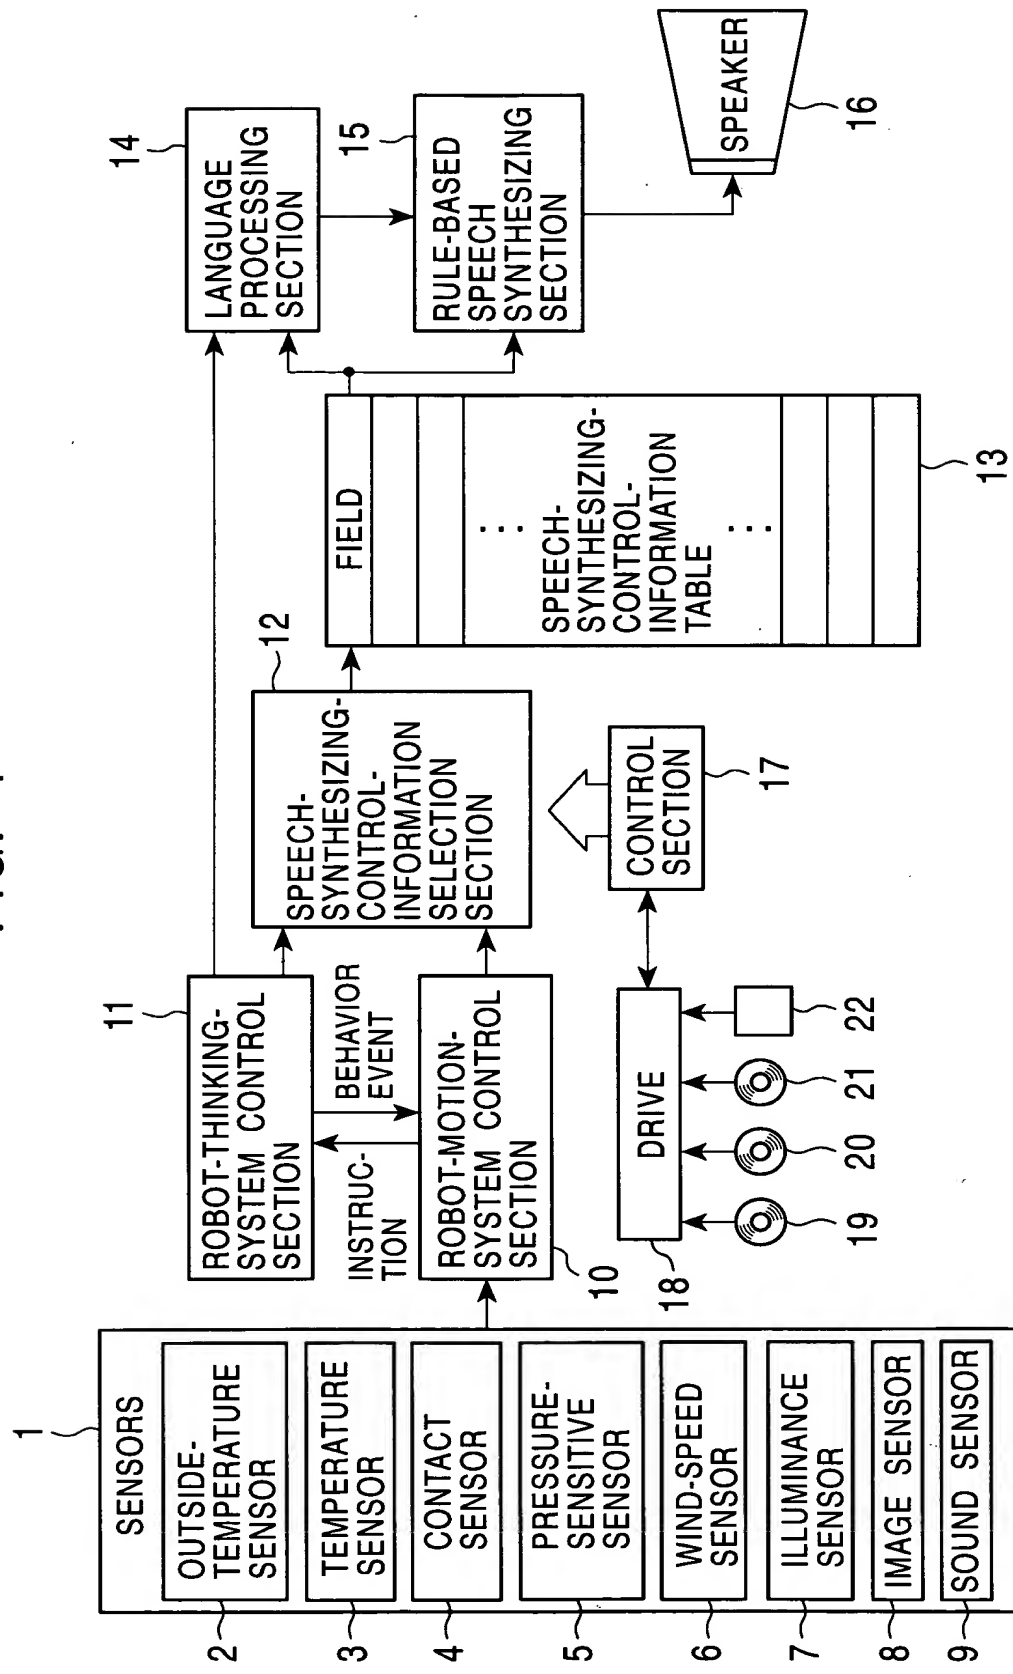 FIG. 1
1
SENSORS
2
OUTSIDE-
TEMPERATURE
SENSOR
3
TEMPERATURE
SENSOR
4
CONTACT
SENSOR
5
PRESSURE-
SENSITIVE
SENSOR
6
WIND-SPEED
SENSOR
7
ILLUMINANCE
SENSOR
8
IMAGE SENSOR
9
SOUND SENSOR
11
ROBOT-THINKING-
SYSTEM CONTROL
SECTION
INSTRUC-
TION
BEHAVIOR
EVENT
ROBOT-MOTION-
SYSTEM CONTROL
SECTION
10
12
SPEECH-
SYNTHESIZING-
CONTROL-
INFORMATION
SELECTION
SECTION
CONTROL
SECTION
17
DRIVE
18
19
20
21
22
FIELD
...
SPEECH-
SYNTHESIZING-
CONTROL-
INFORMATION
TABLE
...
13
14
LANGUAGE
PROCESSING
SECTION
15
RULE-BASED
SPEECH
SYNTHESIZING
SECTION
SPEAKER
16